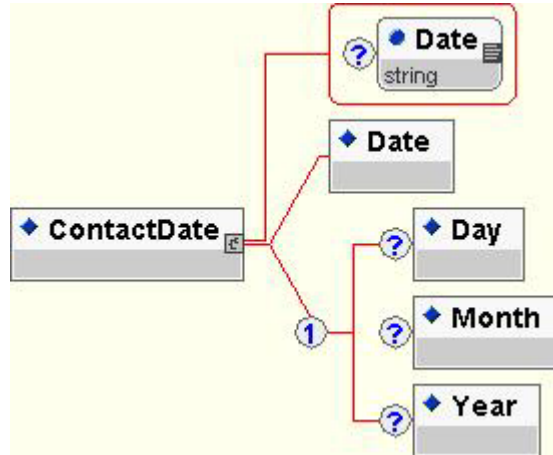 ? Date
string
Date
ContactDate
? Day
1
? Month
? Year